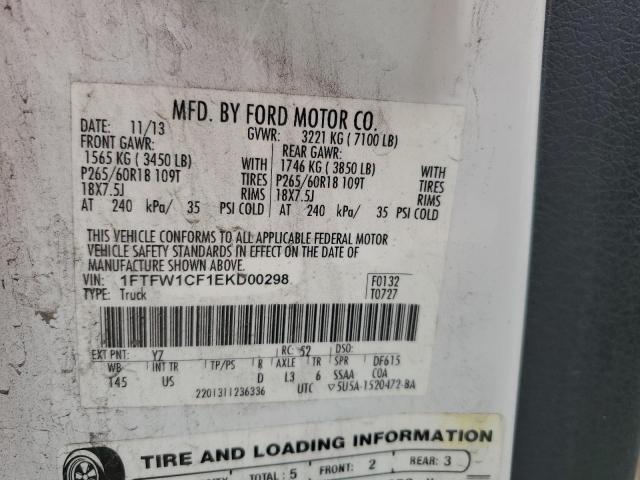 MFD. BY FORD MOTOR CO.
DATE: 11/13 GVWR: 3221 KG ( 7100 LB)
FRONT GAWR: REAR GAWR:
1565 KG ( 3450 LB) WITH 1746 KG ( 3850 LB) WITH
P265/60R18 109T TIRES P265/60R18 109T TIRES
18X7.5J RIMS 18X7.5J RIMS
AT 240 kPa/ 35 PSI COLD AT 240 kPa/ 35 PSI COLD
THIS VEHICLE CONFORMS TO ALL APPLICABLE FEDERAL MOTOR
VEHICLE SAFETY STANDARDS IN EFFECT ON THE DATE OF
MANUFACTURE SHOWN ABOVE.
VIN: 1FTFW1CF1EKD00298 F0132
TYPE: Truck T0727
EXT PNT: YZ RC: 52 DSO:
WB INT TR TP/PS R AXLE TR SPR DF615
145 US D L3 6 SSAA COA
2201311236336 UTC ▽5U5A-1520472-BA
TIRE AND LOADING INFORMATION
TOTAL: 5 FRONT: 2 REAR: 3